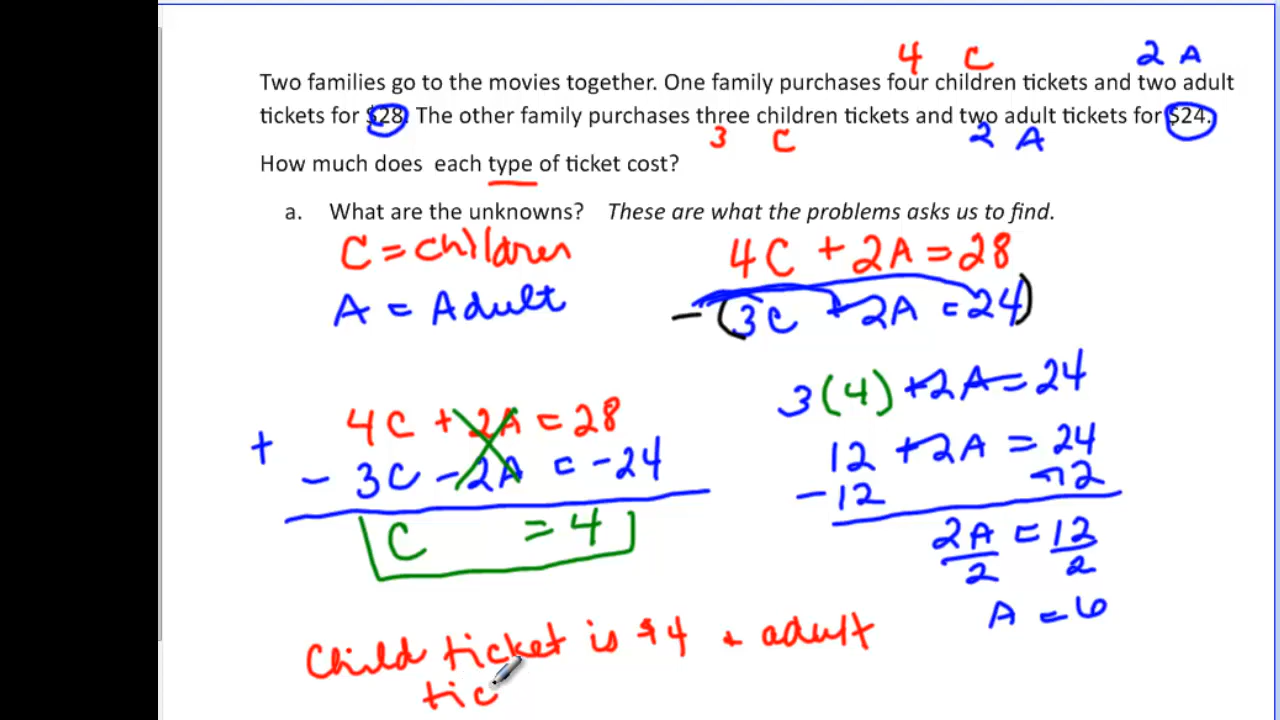 4 C 2 A
Two families go to the movies together. One family purchases four children tickets and two adult
tickets for $28. The other family purchases three children tickets and two adult tickets for $24.
3 C 2 A
How much does each type of ticket cost?
a. What are the unknowns? These are what the problems asks us to find.
C = children
A = Adult
4C + 2A = 28
- (3C + 2A = 24)
4C + 2A = 28
+ - 3C - 2A = -24
C = 4
3(4) + 2A = 24
12 + 2A = 24
-12 -12
2A = 12
2 2
A = 6
Child ticket is $4 + adult
tic